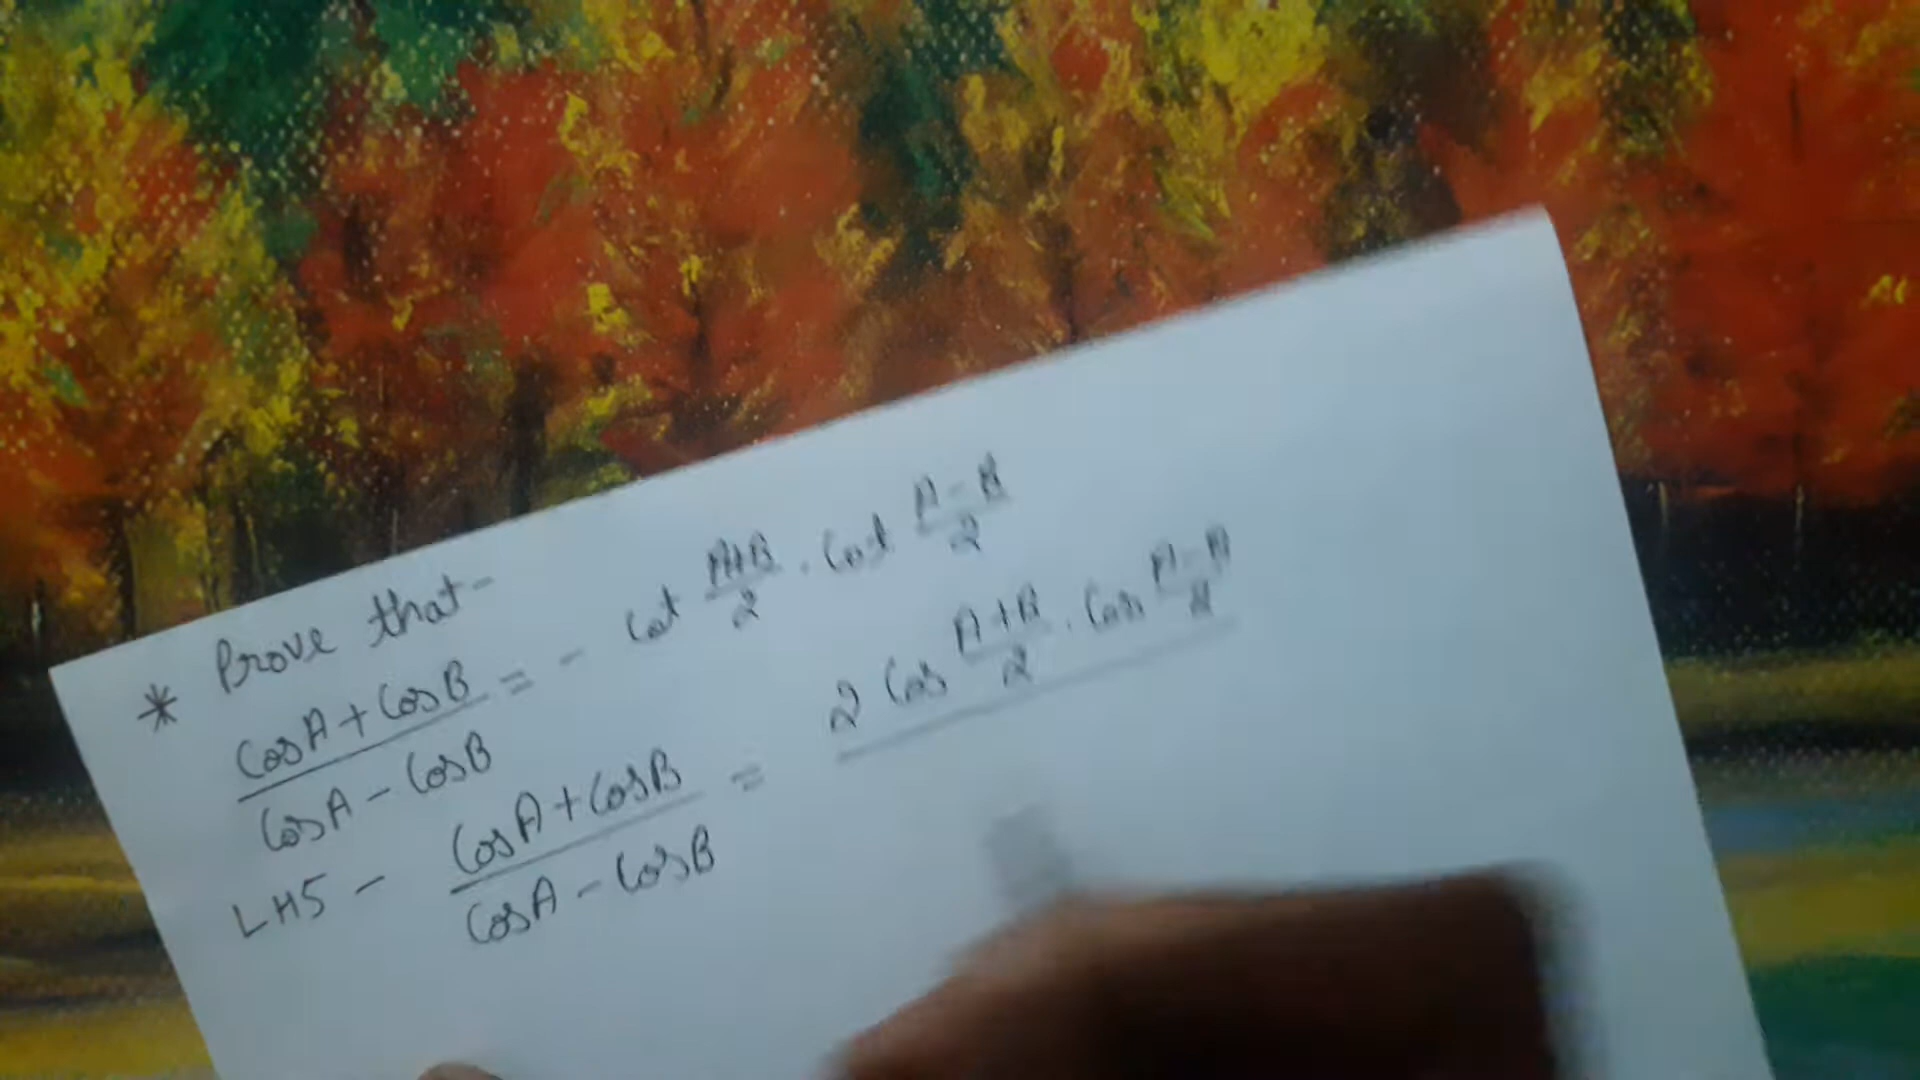 * Prove that-
CosA + CosB / CosA - CosB = - Cot A+B/2 . Cot A-B/2
LHS - CosA + CosB / CosA - CosB = 2 Cos A+B/2 . Cos A-B/2